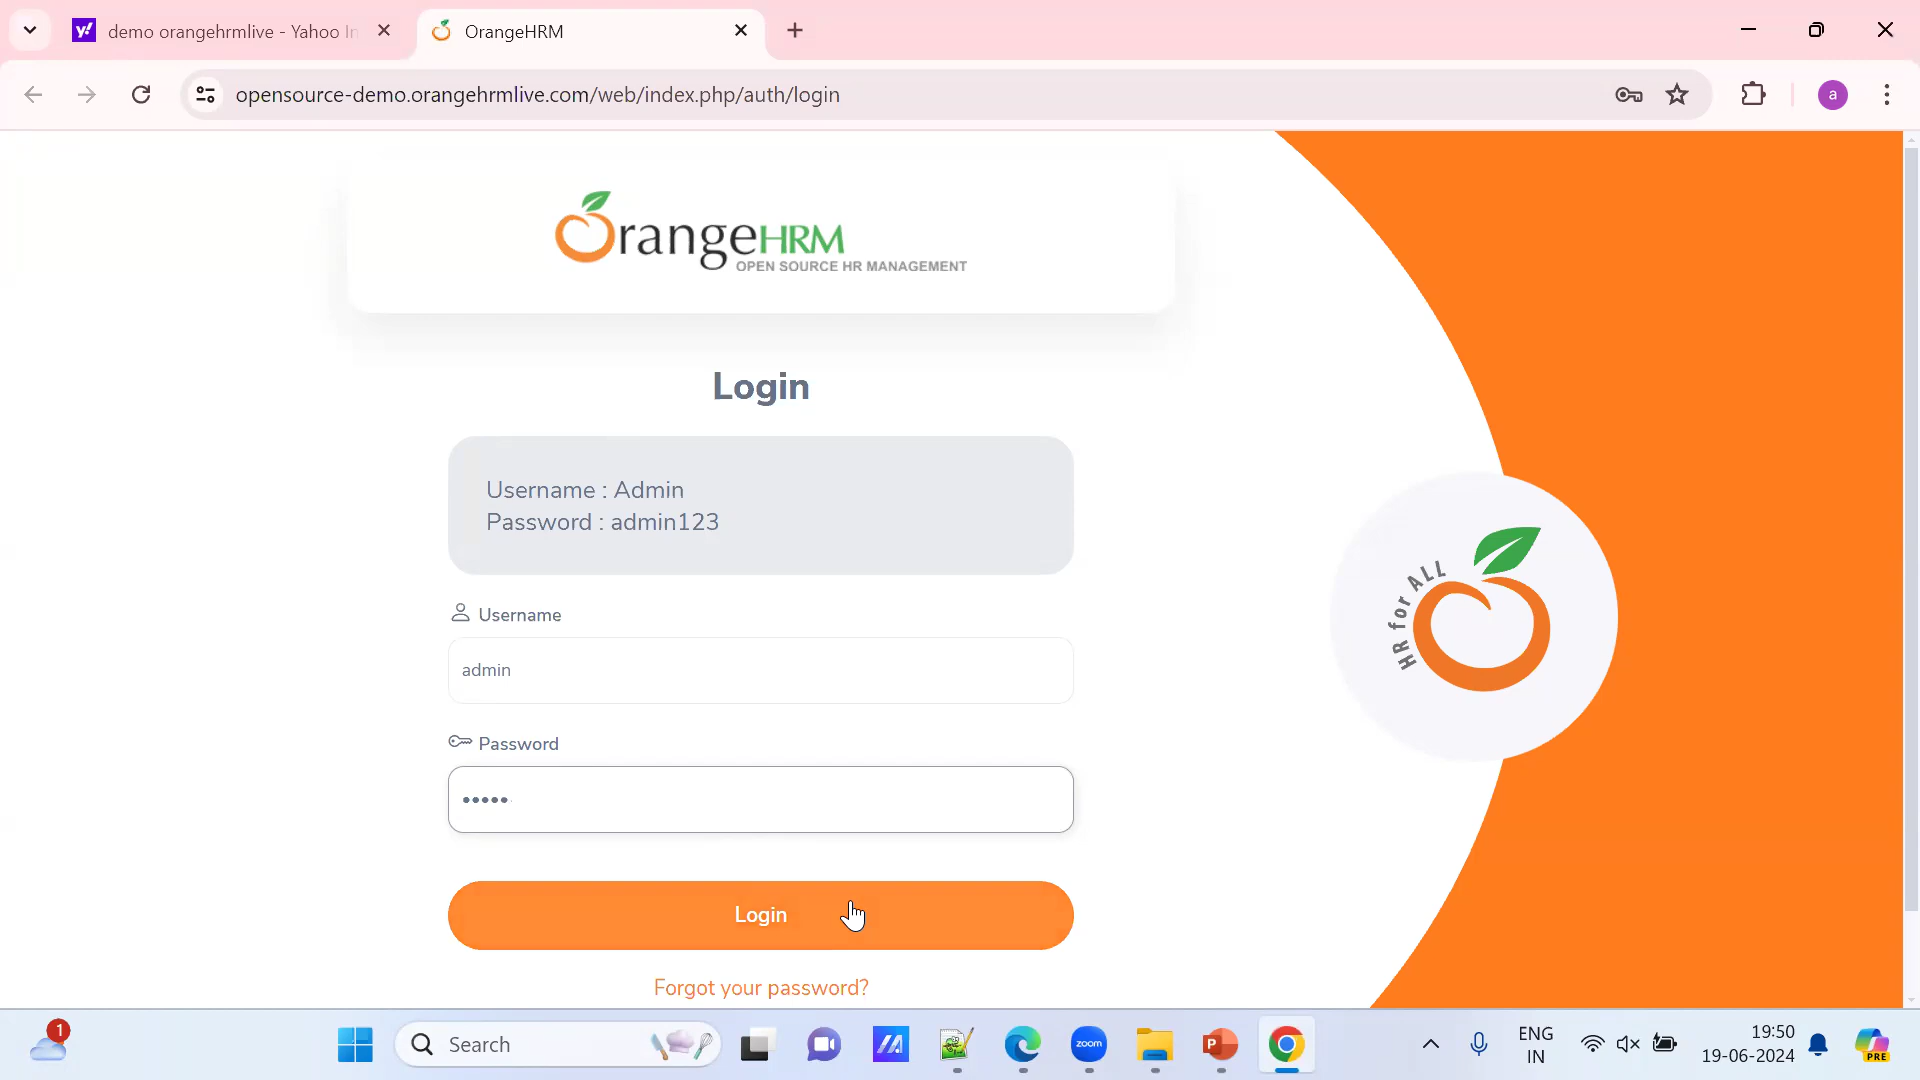 demo orangehrmlive - Yahoo In
OrangeHRM
opensource-demo.orangehrmlive.com/web/index.php/auth/login
a
OrangeHRM
OPEN SOURCE HR MANAGEMENT
Login
Username : Admin
Password : admin123
Username
admin
Password
•••••
Login
Forgot your password?
HR for ALL
1
Search
zoom
P
ENG
IN
19:50
19-06-2024
PRE